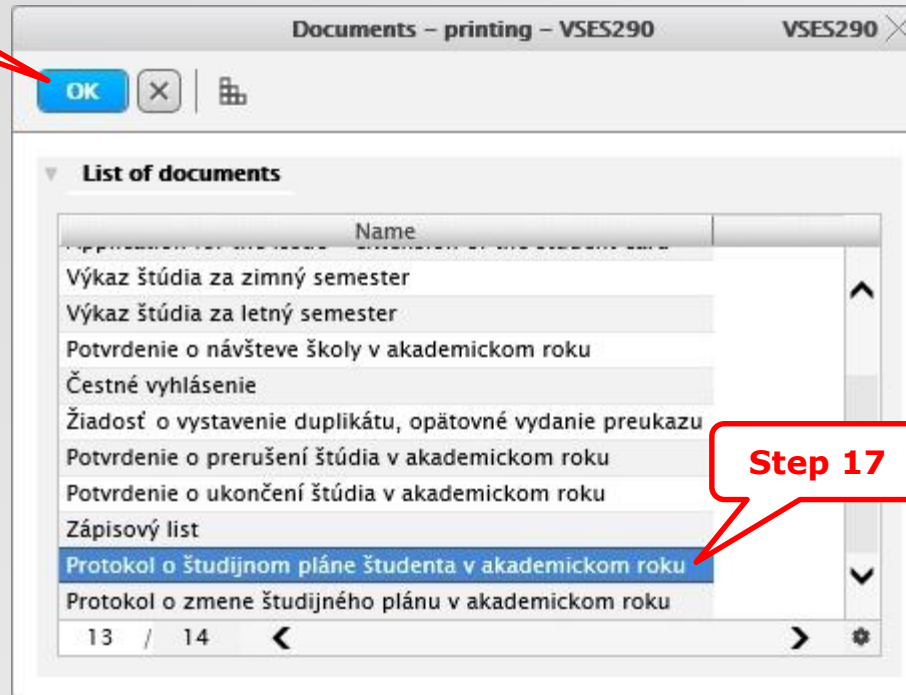 Documents – printing – VSES290 VSES290
OK
List of documents
Name
Výkaz štúdia za zimný semester
Výkaz štúdia za letný semester
Potvrdenie o návšteve školy v akademickom roku
Čestné vyhlásenie
Žiadosť o vystavenie duplikátu, opätovné vydanie preukazu
Potvrdenie o prerušení štúdia v akademickom roku
Potvrdenie o ukončení štúdia v akademickom roku
Step 17
Zápisový list
Protokol o študijnom pláne študenta v akademickom roku
Protokol o zmene študijného plánu v akademickom roku
13 / 14